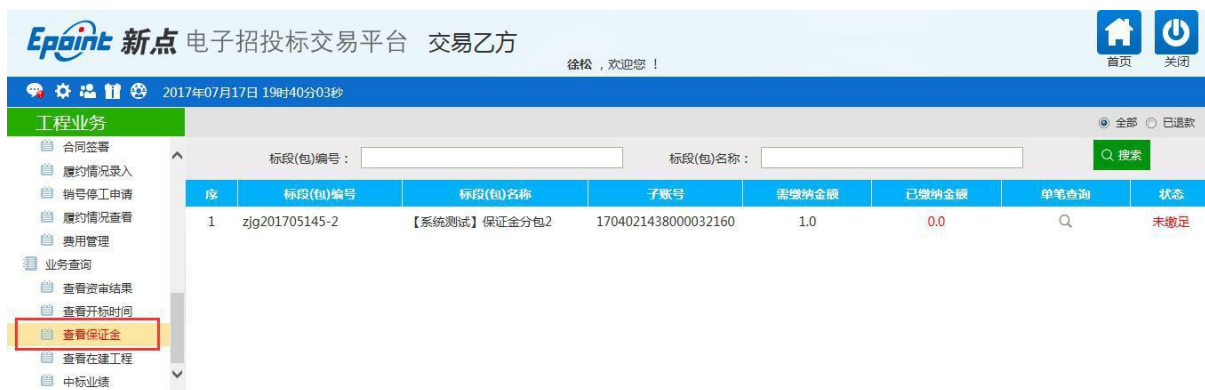 Epoint 新点 电子招投标交易平台 交易乙方
徐松 ，欢迎您 ！
首页 关闭
2017年07月17日 19时40分03秒
工程业务
全部 已退款
合同签署
履约情况录入
销号停工申请
履约情况查看
费用管理
业务查询
查看资审结果
查看开标时间
查看保证金
查看在建工程
中标业绩
标段(包)编号： 标段(包)名称： 搜索
序 标段(包)编号 标段(包)名称 子账号 需缴纳金额 已缴纳金额 单笔查询 状态
1 zjg201705145-2 【系统测试】保证金分包2 1704021438000032160 1.0 0.0 未缴足